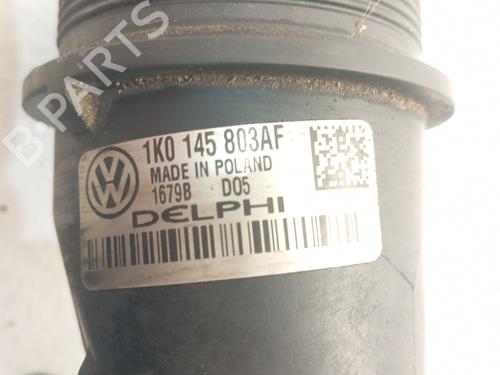 B-PARTS
1K0 145 803AF
MADE IN POLAND
1679B D05
DELPHI